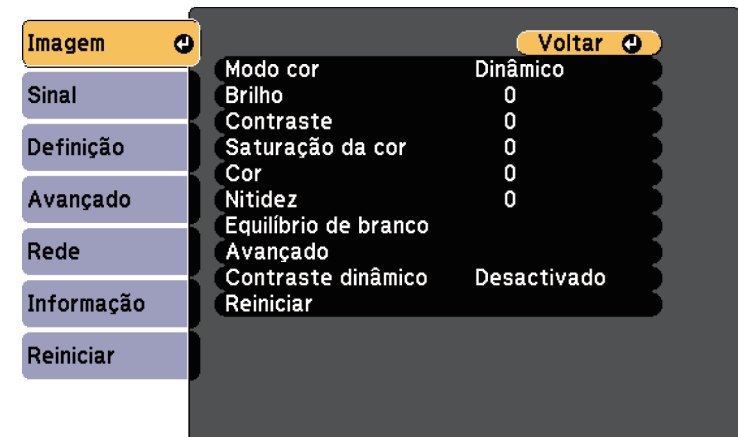 Imagem
Sinal
Definição
Avançado
Rede
Informação
Reiniciar
Voltar
Modo cor Dinâmico
Brilho 0
Contraste 0
Saturação da cor 0
Cor 0
Nitidez 0
Equilíbrio de branco
Avançado
Contraste dinâmico Desactivado
Reiniciar